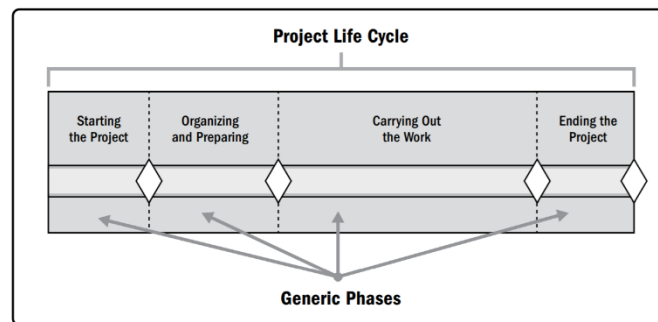 Project Life Cycle
Starting
the Project
Organizing
and Preparing
Carrying Out
the Work
Ending the
Project
Generic Phases